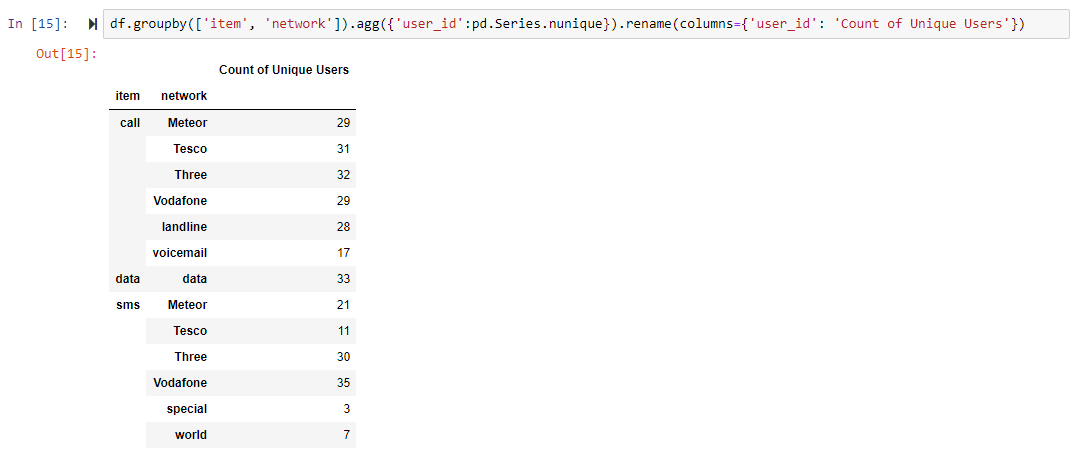 In [15]: df.groupby(['item', 'network']).agg({'user_id':pd.Series.nunique}).rename(columns={'user_id': 'Count of Unique Users'})
Out[15]:
Count of Unique Users
item network
call Meteor 29
Tesco 31
Three 32
Vodafone 29
landline 28
voicemail 17
data data 33
sms Meteor 21
Tesco 11
Three 30
Vodafone 35
special 3
world 7